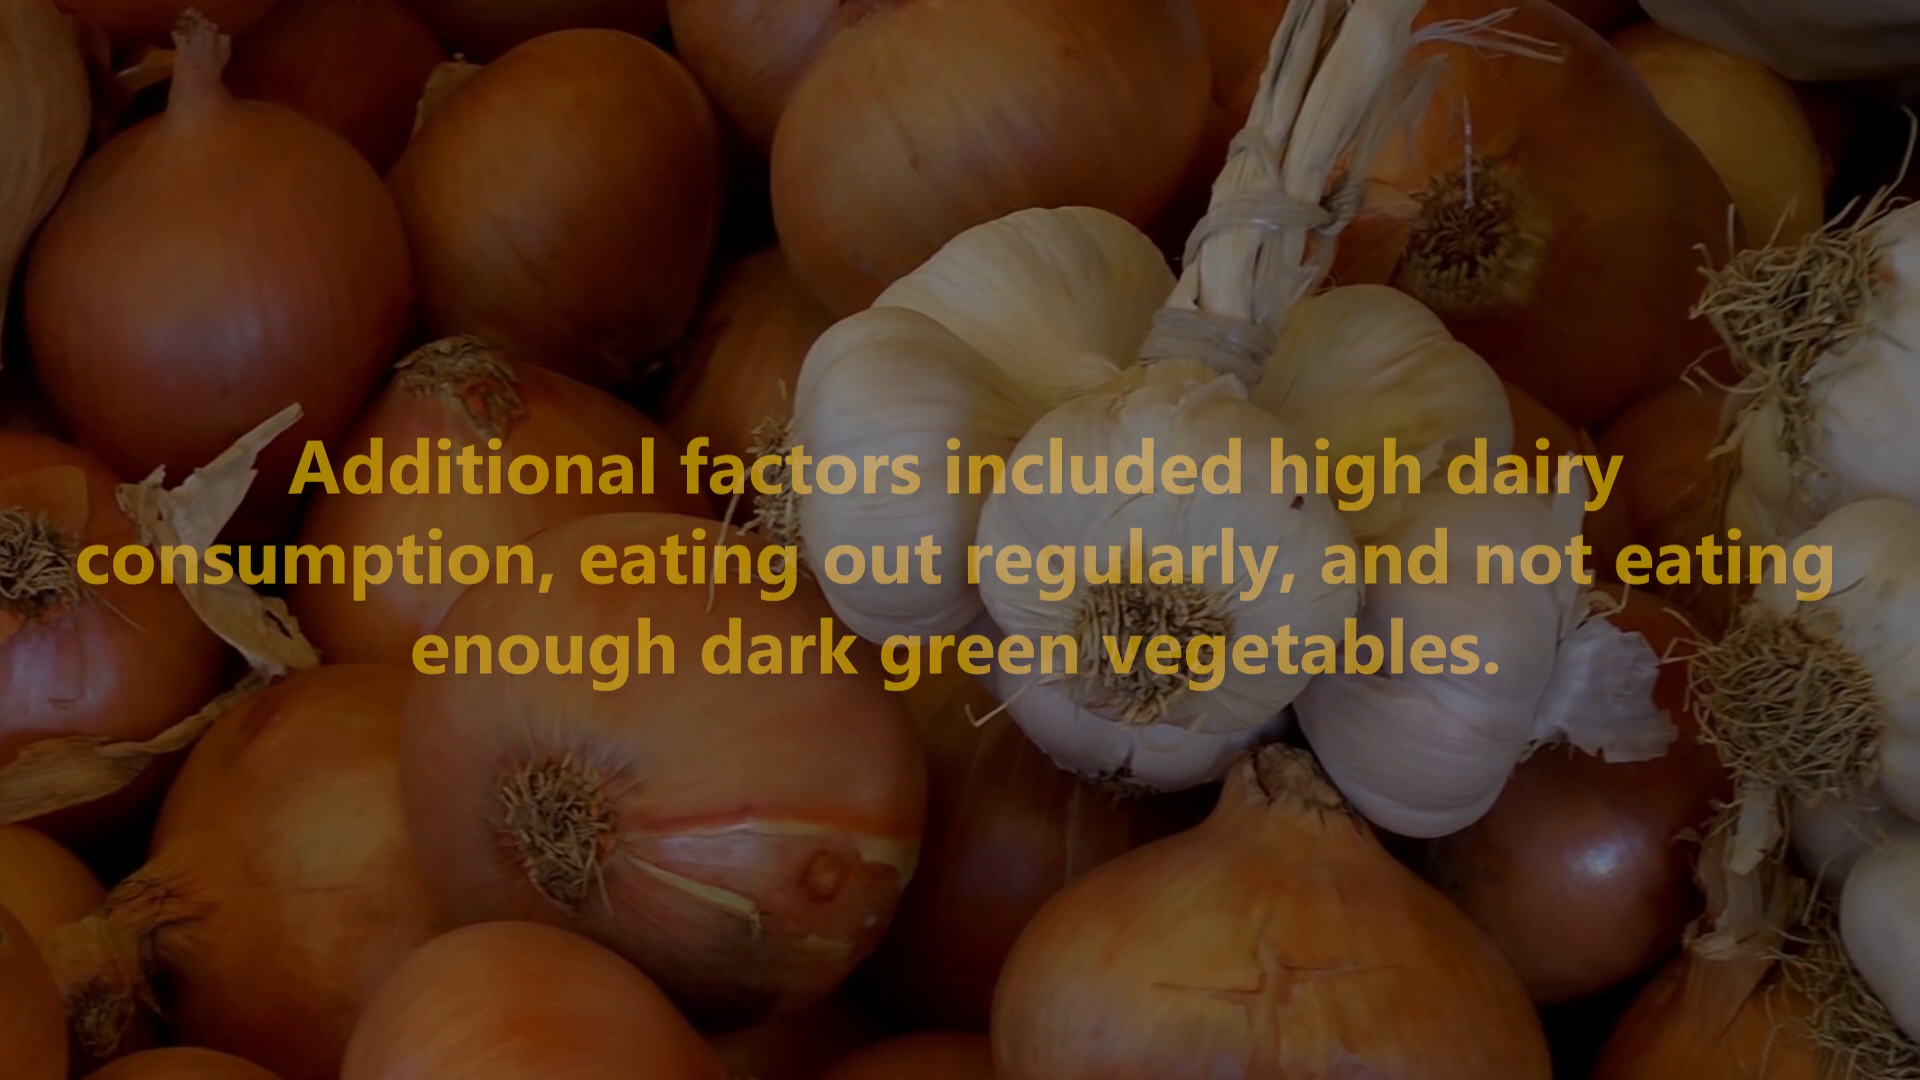 Additional factors included high dairy
consumption, eating out regularly, and not eating
enough dark green vegetables.